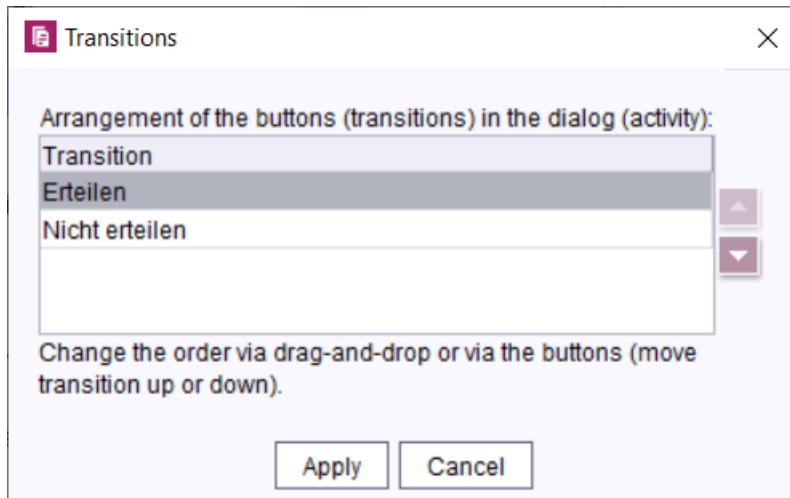 Transitions
Arrangement of the buttons (transitions) in the dialog (activity):
Transition
Erteilen
Nicht erteilen
Change the order via drag-and-drop or via the buttons (move
transition up or down).
Apply Cancel